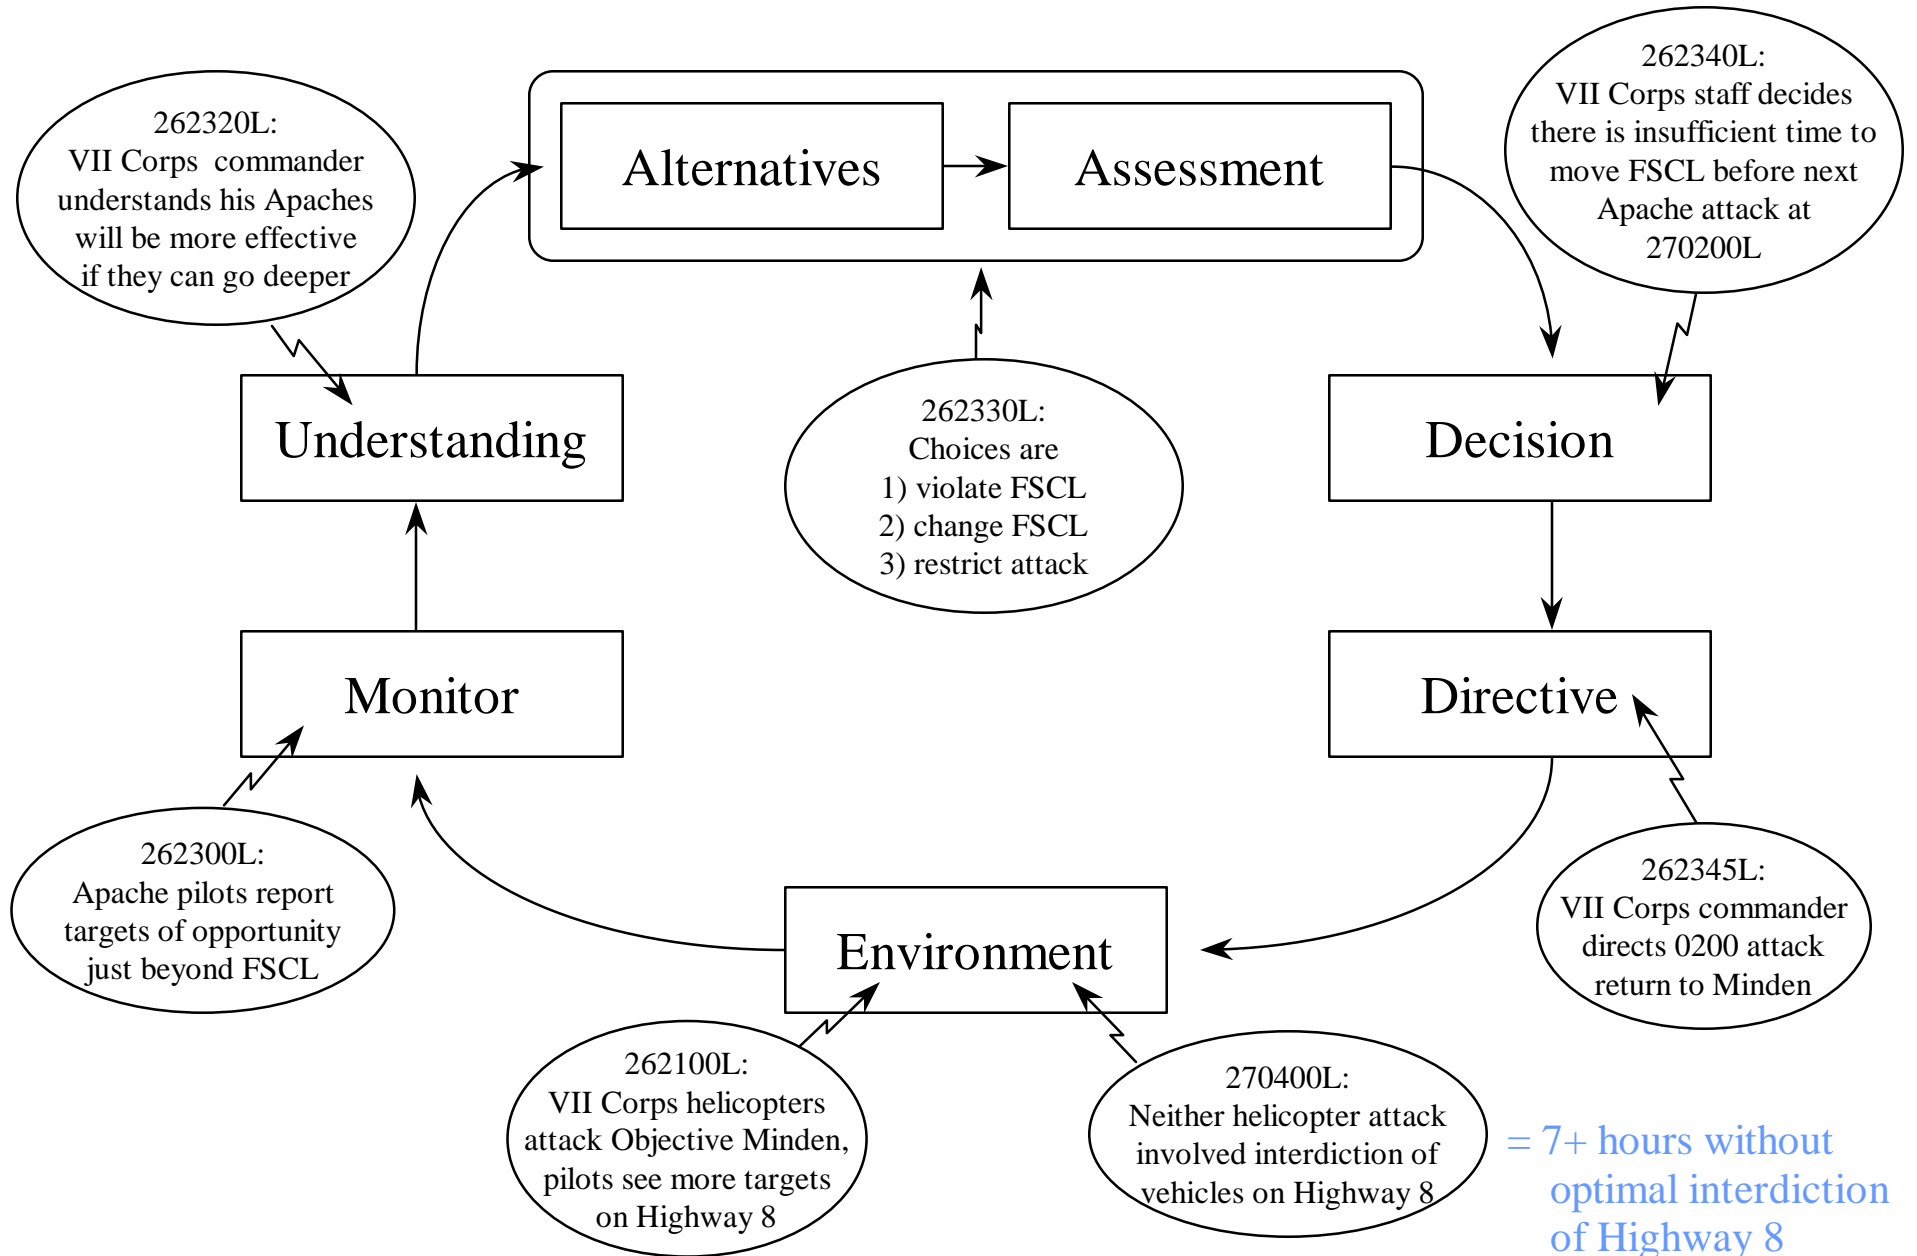 262320L:
VII Corps commander
understands his Apaches
will be more effective
if they can go deeper
Alternatives
Assessment
262340L:
VII Corps staff decides
there is insufficient time to
move FSCL before next
Apache attack at
270200L
Understanding
262330L:
Choices are
1) violate FSCL
2) change FSCL
3) restrict attack
Decision
Monitor
Directive
262300L:
Apache pilots report
targets of opportunity
just beyond FSCL
Environment
262345L:
VII Corps commander
directs 0200 attack
return to Minden
262100L:
VII Corps helicopters
attack Objective Minden,
pilots see more targets
on Highway 8
270400L:
Neither helicopter attack
involved interdiction of
vehicles on Highway 8
= 7+ hours without
optimal interdiction
of Highway 8